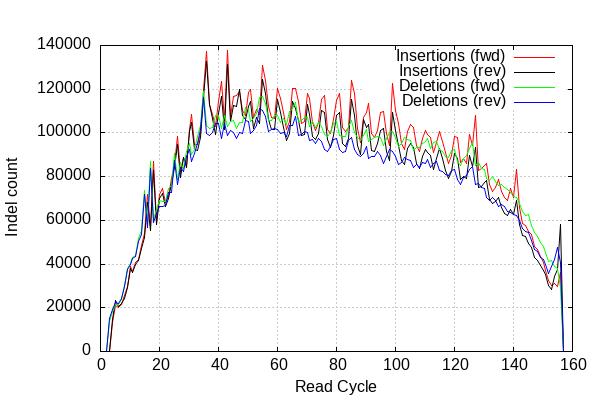 140000
120000
100000
80000
60000
40000
20000
0
Indel count
Insertions (fwd)
Insertions (rev)
Deletions (fwd)
Deletions (rev)
0 20 40 60 80 100 120 140 160
Read Cycle